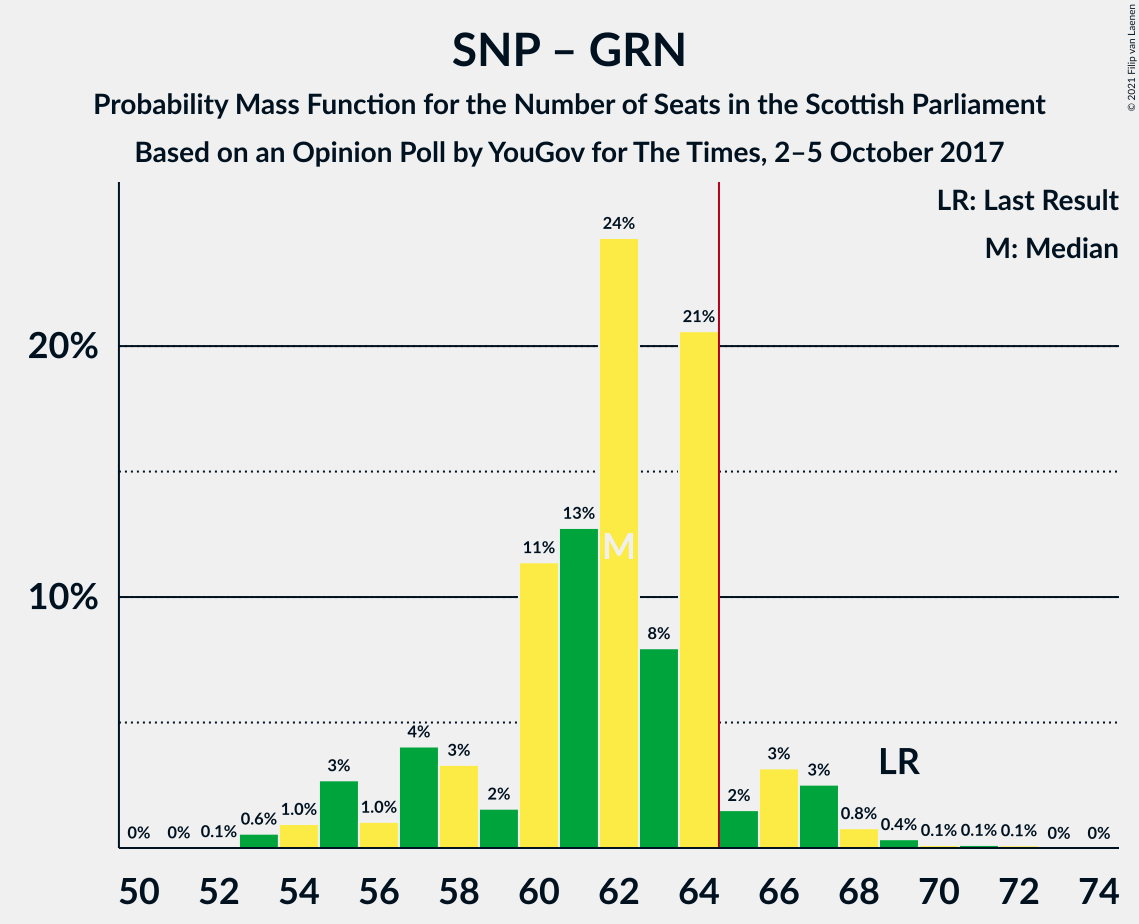 SNP – GRN
Probability Mass Function for the Number of Seats in the Scottish Parliament
Based on an Opinion Poll by YouGov for The Times, 2–5 October 2017
© 2021 Filip van Laenen
LR: Last Result
M: Median
20%
10%
0% 0% 0.1% 0.6% 1.0% 3% 1.0% 4% 3% 2% 11% 13% 24% 8% 21% 2% 3% 3% 0.8% 0.4% 0.1% 0.1% 0.1% 0% 0%
M
LR
50 52 54 56 58 60 62 64 66 68 70 72 74